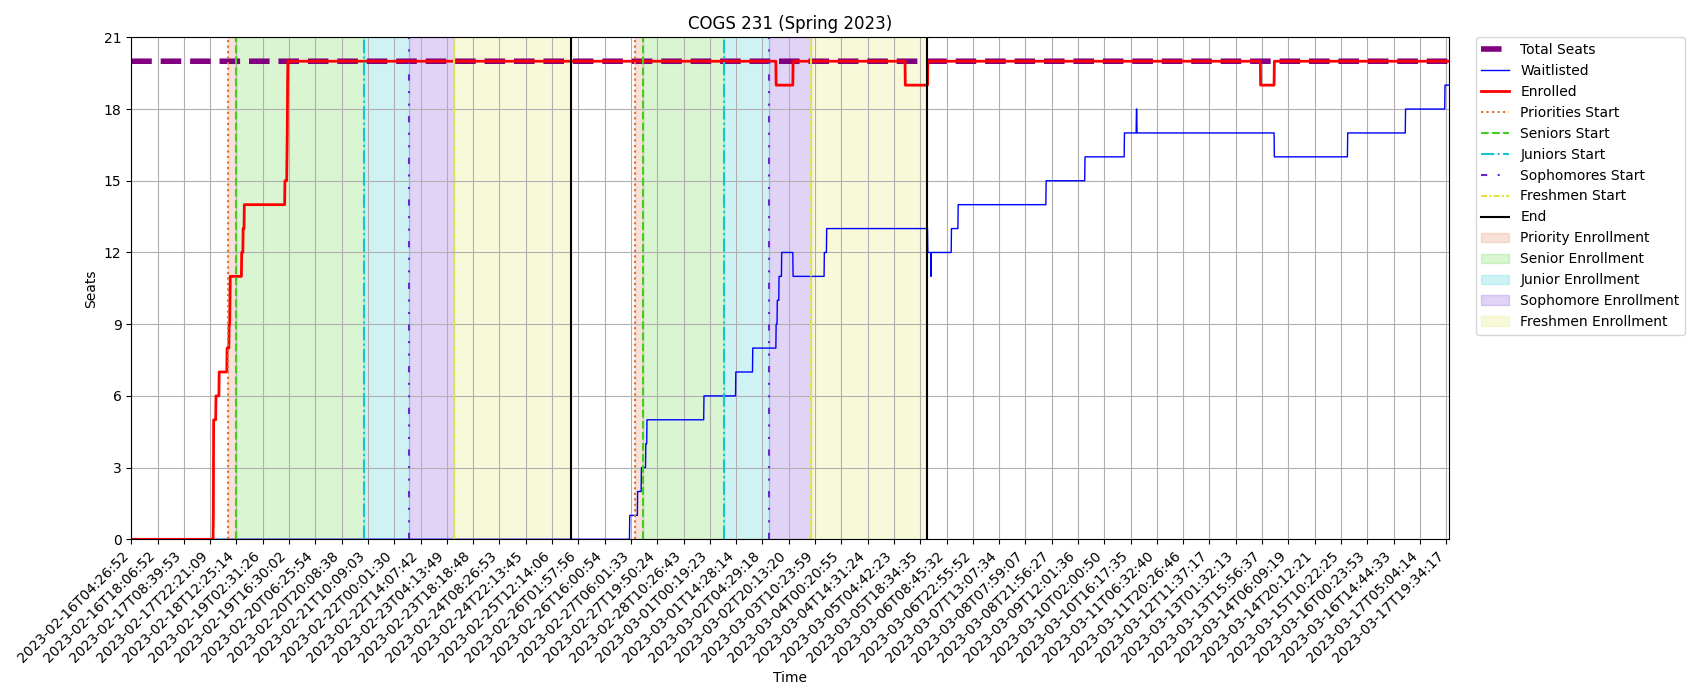 COGS 231 (Spring 2023)
21
18
15
12
9
6
3
0
Seats
2023-02-16T04:26:52
2023-02-16T18:06:52
2023-02-17T08:39:53
2023-02-17T22:21:09
2023-02-18T12:25:14
2023-02-19T02:31:26
2023-02-19T16:30:02
2023-02-20T06:25:54
2023-02-20T20:08:38
2023-02-21T10:09:03
2023-02-22T00:01:30
2023-02-22T14:07:42
2023-02-23T04:13:49
2023-02-23T18:18:48
2023-02-24T08:26:53
2023-02-24T22:13:45
2023-02-25T12:14:06
2023-02-26T01:57:56
2023-02-26T16:00:54
2023-02-27T06:01:33
2023-02-27T19:50:24
2023-02-28T10:26:43
2023-03-01T00:19:23
2023-03-01T14:28:14
2023-03-02T04:29:18
2023-03-02T20:13:20
2023-03-03T10:23:59
2023-03-04T00:20:55
2023-03-04T14:31:24
2023-03-05T04:42:23
2023-03-05T18:34:35
2023-03-06T08:45:32
2023-03-06T22:55:52
2023-03-07T13:07:34
2023-03-08T07:59:07
2023-03-08T21:56:27
2023-03-09T12:01:36
2023-03-10T02:00:50
2023-03-10T16:17:35
2023-03-11T06:32:40
2023-03-11T20:26:46
2023-03-12T11:37:17
2023-03-13T01:32:13
2023-03-13T15:56:37
2023-03-14T06:09:19
2023-03-14T20:12:21
2023-03-15T10:22:25
2023-03-16T00:23:53
2023-03-16T14:44:33
2023-03-17T05:04:14
2023-03-17T19:34:17
Time
Total Seats
Waitlisted
Enrolled
Priorities Start
Seniors Start
Juniors Start
Sophomores Start
Freshmen Start
End
Priority Enrollment
Senior Enrollment
Junior Enrollment
Sophomore Enrollment
Freshmen Enrollment